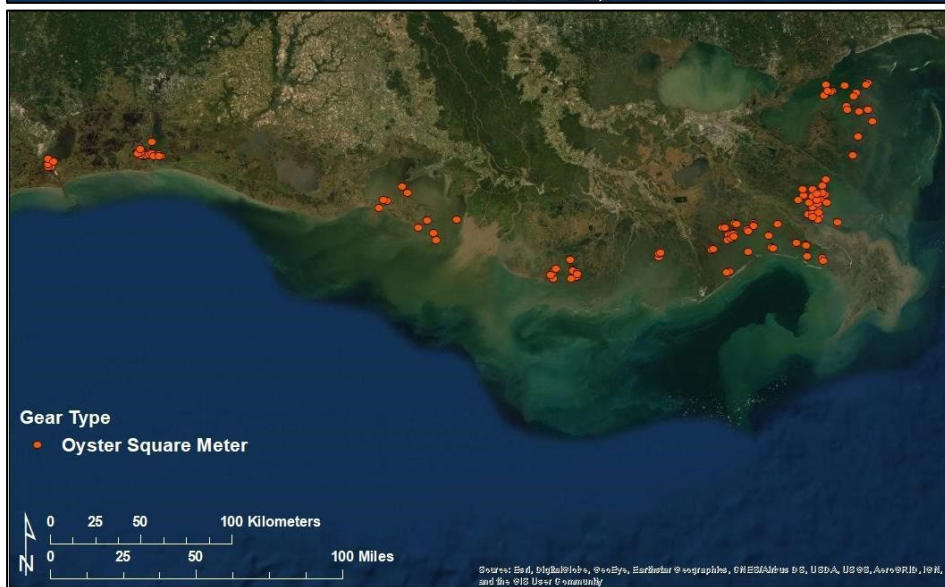 Gear Type
Oyster Square Meter
0 25 50 100 Kilometers
0 25 50 100 Miles
N
Source: Esri, DigitalGlobe, GeoEye, Earthstar Geographics, CNES/Airbus DS, USDA, USGS, AeroGRID, IGN,
and the GIS User Community